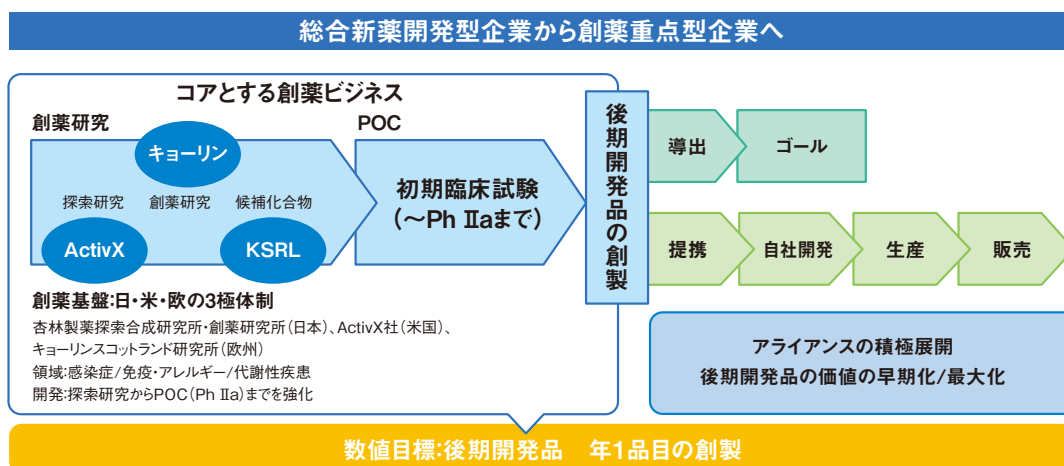 総合新薬開発型企業から創薬重点型企業へ
コアとする創薬ビジネス
創薬研究
POC
キョーリン
探索研究
創薬研究
候補化合物
ActivX
KSRL
初期臨床試験
(〜Ph IIaまで)
後期開発品の創製
導出
ゴール
提携
自社開発
生産
販売
創薬基盤:日・米・欧の3極体制
杏林製薬探索合成研究所・創薬研究所(日本)、ActivX社(米国)、
キョーリンスコットランド研究所(欧州)
領域:感染症/免疫・アレルギー/代謝性疾患
開発:探索研究からPOC(Ph IIa)までを強化
アライアンスの積極展開
後期開発品の価値の早期化/最大化
数値目標:後期開発品　年1品目の創製